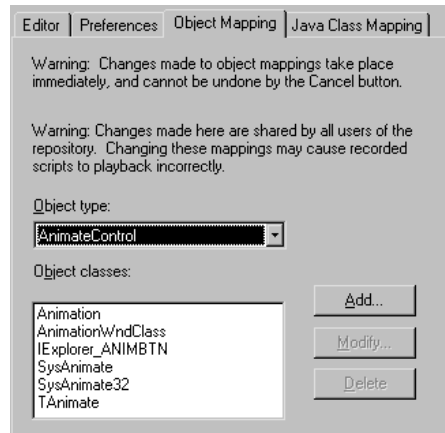 Editor Preferences Object Mapping Java Class Mapping
Warning: Changes made to object mappings take place
immediately, and cannot be undone by the Cancel button.
Warning: Changes made here are shared by all users of the
repository. Changing these mappings may cause recorded
scripts to playback incorrectly.
Object type:
AnimateControl
Object classes:
Animation
AnimationWndClass
IExplorer_ANIMBTN
SysAnimate
SysAnimate32
TAnimate
Add...
Modify...
Delete